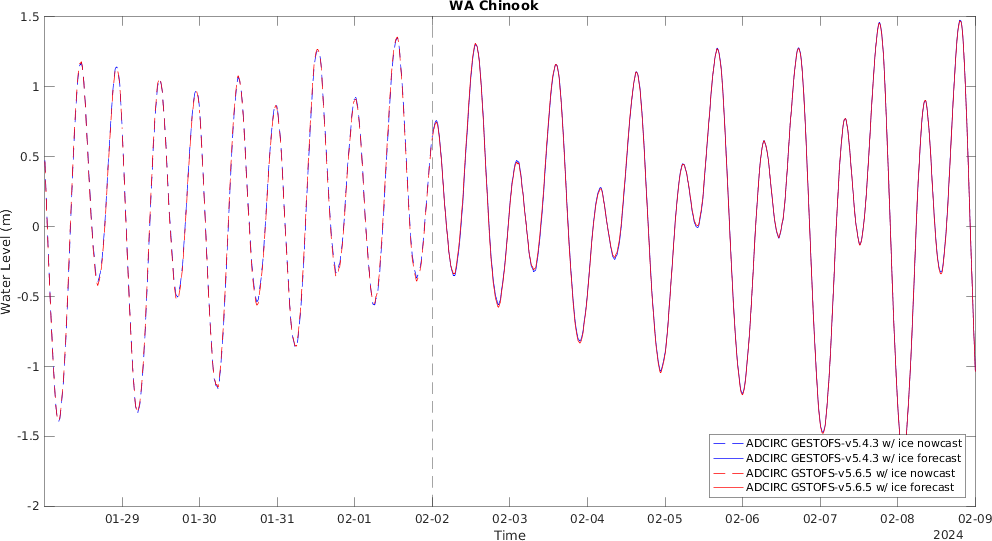 WA Chinook
1.5
1
0.5
0
-0.5
-1
-1.5
-2
Water Level (m)
ADCIRC GESTOFS-v5.4.3 w/ ice nowcast
ADCIRC GESTOFS-v5.4.3 w/ ice forecast
ADCIRC GSTOFS-v5.6.5 w/ ice nowcast
ADCIRC GSTOFS-v5.6.5 w/ ice forecast
01-29 01-30 01-31 02-01 02-02 02-03 02-04 02-05 02-06 02-07 02-08 02-09
Time
2024